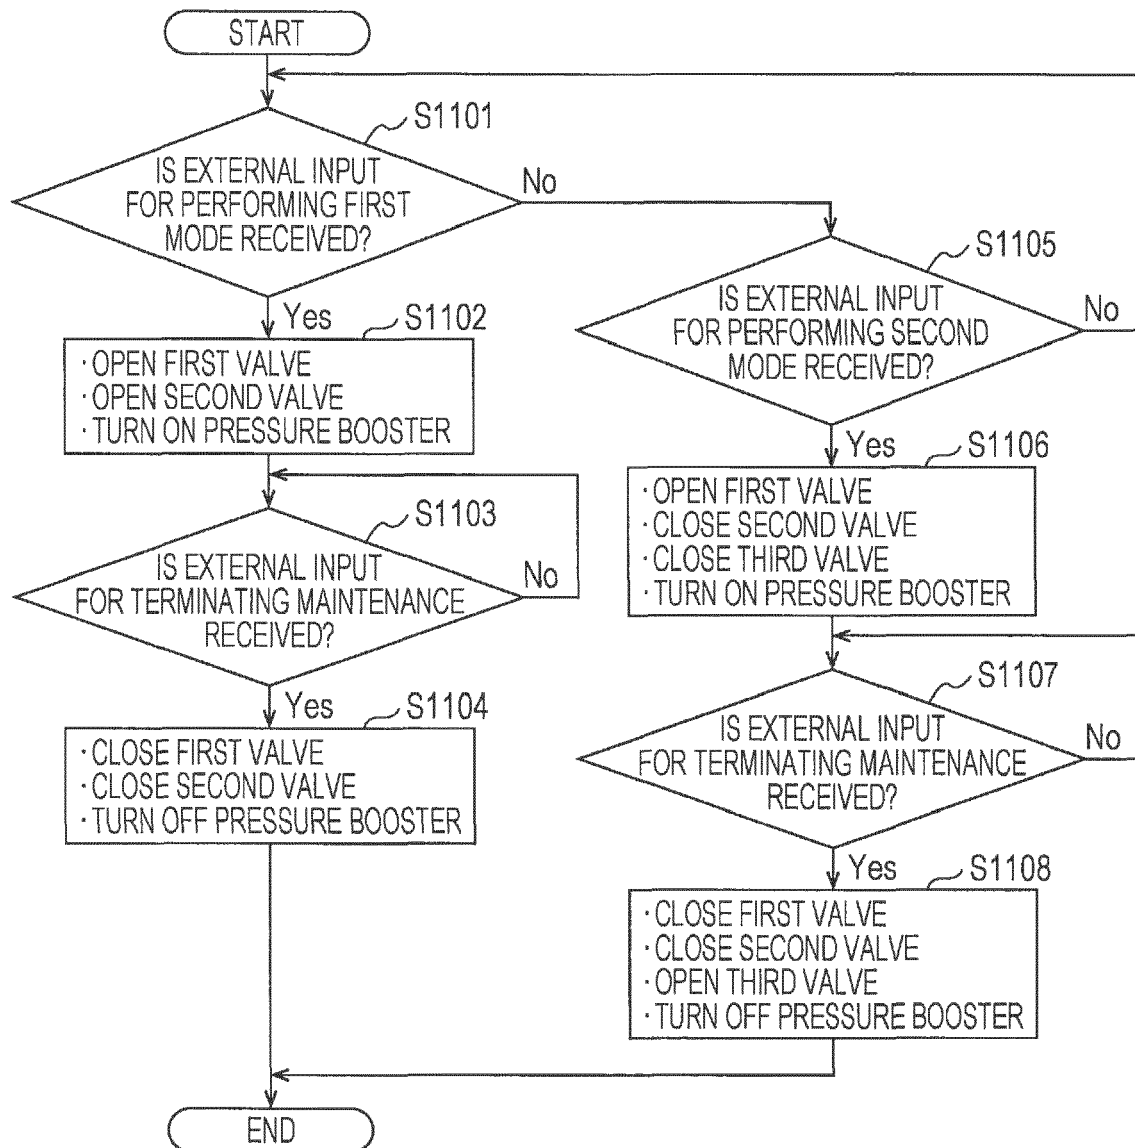 START
S1101
IS EXTERNAL INPUT
FOR PERFORMING FIRST
MODE RECEIVED?
No
Yes
S1102
·OPEN FIRST VALVE
·OPEN SECOND VALVE
·TURN ON PRESSURE BOOSTER
S1103
IS EXTERNAL INPUT
FOR TERMINATING MAINTENANCE
RECEIVED?
No
Yes
S1104
·CLOSE FIRST VALVE
·CLOSE SECOND VALVE
·TURN OFF PRESSURE BOOSTER
S1105
IS EXTERNAL INPUT
FOR PERFORMING SECOND
MODE RECEIVED?
No
Yes
S1106
·OPEN FIRST VALVE
·CLOSE SECOND VALVE
·CLOSE THIRD VALVE
·TURN ON PRESSURE BOOSTER
S1107
IS EXTERNAL INPUT
FOR TERMINATING MAINTENANCE
RECEIVED?
No
Yes
S1108
·CLOSE FIRST VALVE
·CLOSE SECOND VALVE
·OPEN THIRD VALVE
·TURN OFF PRESSURE BOOSTER
END